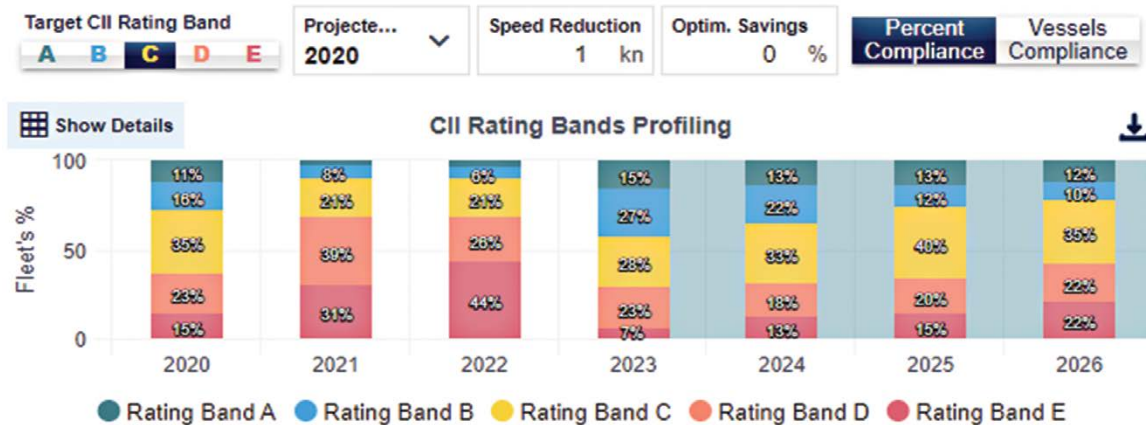 Target CII Rating Band
A B C D E
Projecte...
2020
Speed Reduction
1 kn
Optim. Savings
0 %
Percent Compliance
Vessels Compliance
Show Details
CII Rating Bands Profiling
Fleet's %
100
50
0
11% 16% 35% 23% 15%
8% 21% 39% 31%
6% 21% 26% 44%
15% 27% 28% 23% 7%
13% 22% 33% 18% 13%
13% 12% 40% 20% 15%
12% 10% 35% 22% 22%
2020 2021 2022 2023 2024 2025 2026
Rating Band A Rating Band B Rating Band C Rating Band D Rating Band E